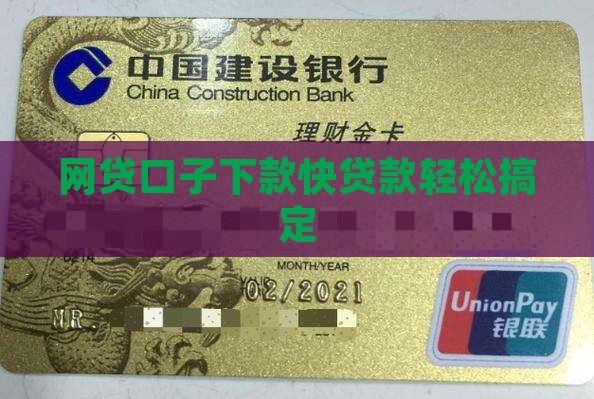 中国建设银行
China Construction Bank
理财金卡
网贷口子下款快贷款轻松搞
定
MONTH/YEAR
02/2021
MR.
UnionPay
银联